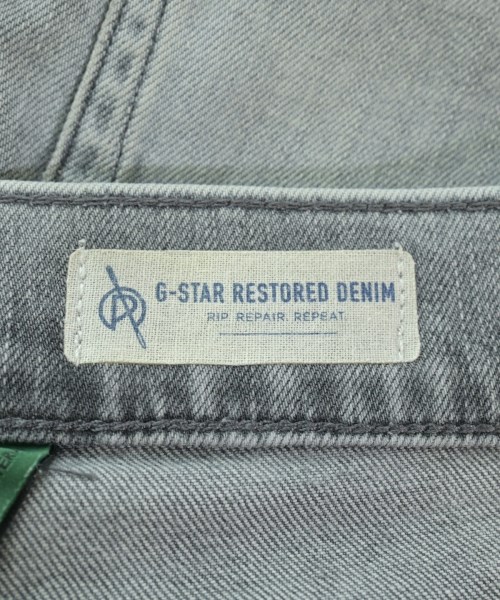 G-STAR RESTORED DENIM
RIP. REPAIR. REPEAT.